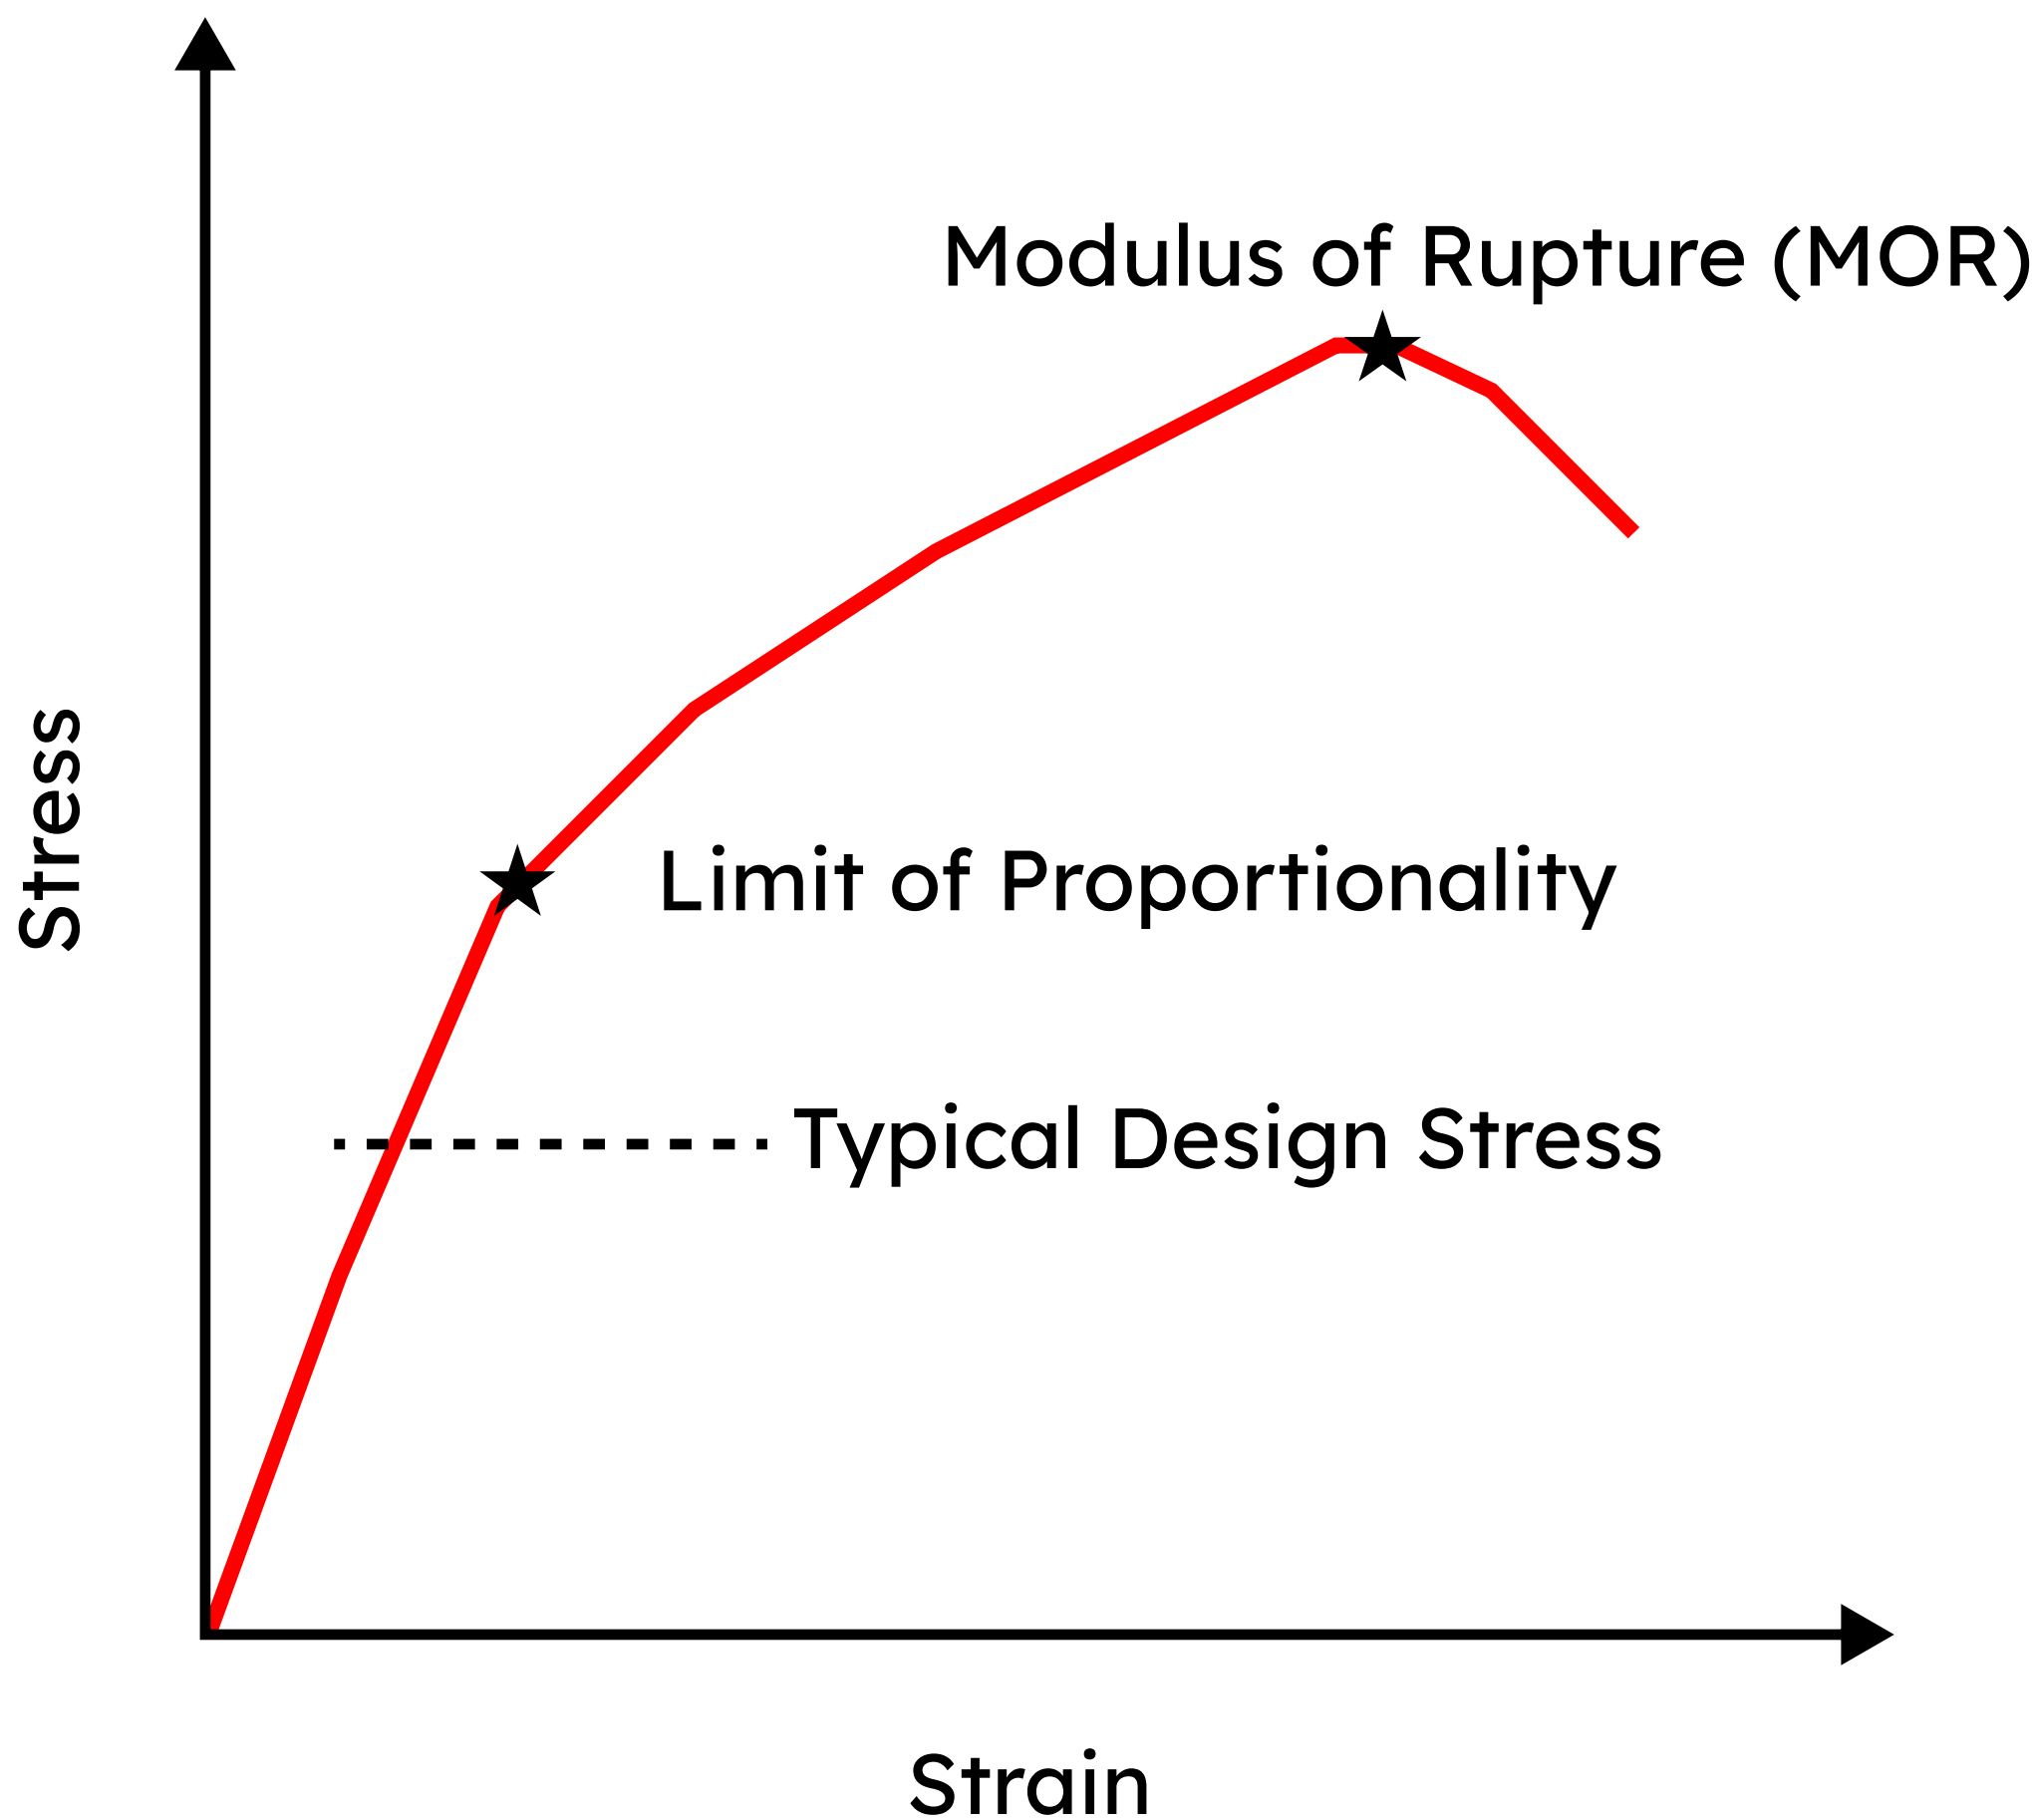 Modulus of Rupture (MOR)
Stress
Limit of Proportionality
Typical Design Stress
Strain